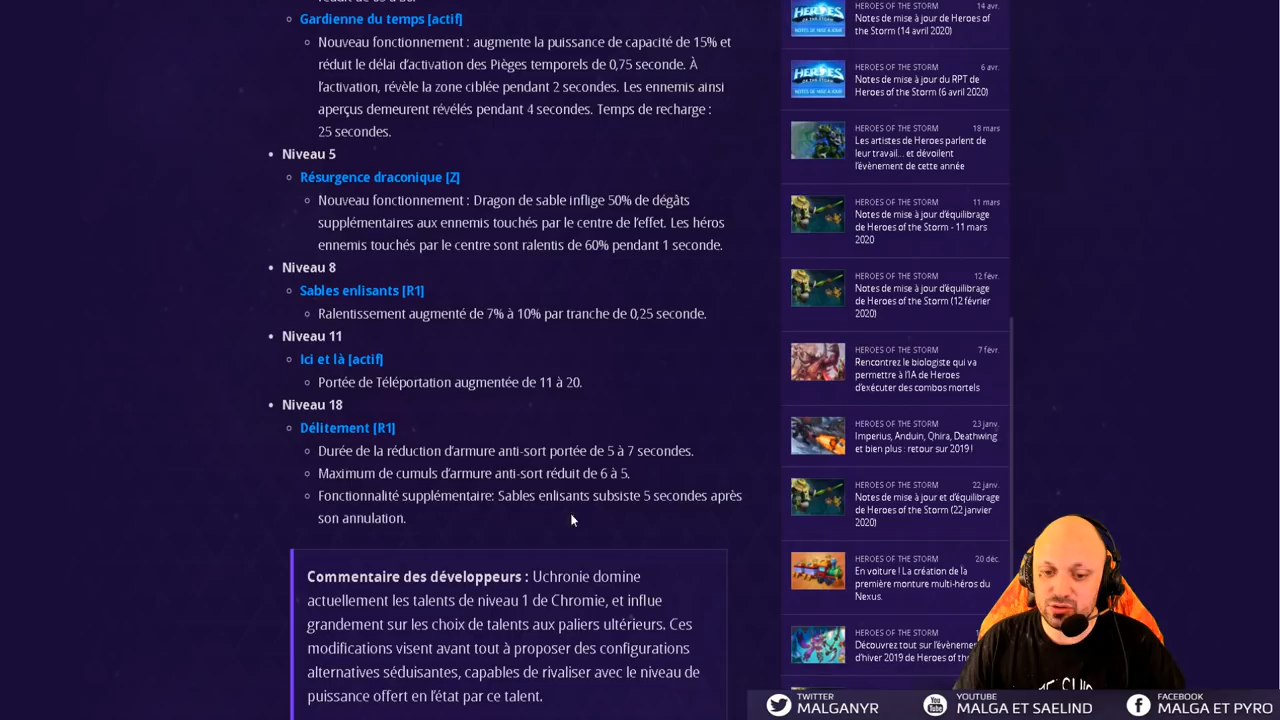 Gardienne du temps [actif]
Nouveau fonctionnement : augmente la puissance de capacité de 15% et
réduit le délai d'activation des Pièges temporels de 0,75 seconde. À
l'activation, révèle la zone ciblée pendant 2 secondes. Les ennemis ainsi
aperçus demeurent révélés pendant 4 secondes. Temps de recharge :
25 secondes.
Niveau 5
Résurgence draconique [Z]
Nouveau fonctionnement : Dragon de sable inflige 50% de dégâts
supplémentaires aux ennemis touchés par le centre de l'effet. Les héros
ennemis touchés par le centre sont ralentis de 60% pendant 1 seconde.
Niveau 8
Sables enlisants [R1]
Ralentissement augmenté de 7% à 10% par tranche de 0,25 seconde.
Niveau 11
Ici et là [actif]
Portée de Téléportation augmentée de 11 à 20.
Niveau 18
Délitement [R1]
Durée de la réduction d'armure anti-sort portée de 5 à 7 secondes.
Maximum de cumuls d'armure anti-sort réduit de 6 à 5.
Fonctionnalité supplémentaire: Sables enlisants subsiste 5 secondes après
son annulation.
Commentaire des développeurs : Uchronie domine
actuellement les talents de niveau 1 de Chromie, et influe
grandement sur les choix de talents aux paliers ultérieurs. Ces
modifications visent avant tout à proposer des configurations
alternatives séduisantes, capables de rivaliser avec le niveau de
puissance offert en l'état par ce talent.
14 avr.
Notes de mise à jour de Heroes of
the Storm (14 avril 2020)
HEROES OF THE STORM 6 avr.
Notes de mise à jour du RPT de
Heroes of the Storm (6 avril 2020)
HEROES OF THE STORM 18 mars
Les artistes de Heroes parlent de
leur travail... et dévoilent
l'évènement de cette année
HEROES OF THE STORM 11 mars
Notes de mise à jour d'équilibrage
de Heroes of the Storm - 11 mars
2020
HEROES OF THE STORM 12 févr.
Notes de mise à jour d'équilibrage
de Heroes of the Storm (12 février
2020)
HEROES OF THE STORM 7 févr.
Rencontrez le biologiste qui va
permettre à l'IA de Heroes
d'exécuter des combos mortels
HEROES OF THE STORM 23 janv.
Imperius, Anduin, Qhira, Deathwing
et bien plus : retour sur 2019 !
HEROES OF THE STORM 22 janv.
Notes de mise à jour et d'équilibrage
de Heroes of the Storm (22 janvier
2020)
HEROES OF THE STORM 20 déc.
En voiture ! La création de la
première monture multi-héros du
Nexus.
HEROES OF THE STORM
Découvrez tout sur l'évènement
d'hiver 2019 de Heroes of the
TWITTER
MALGANYR
YOUTUBE
MALGA ET SAELIND
FACEBOOK
MALGA ET PYRO